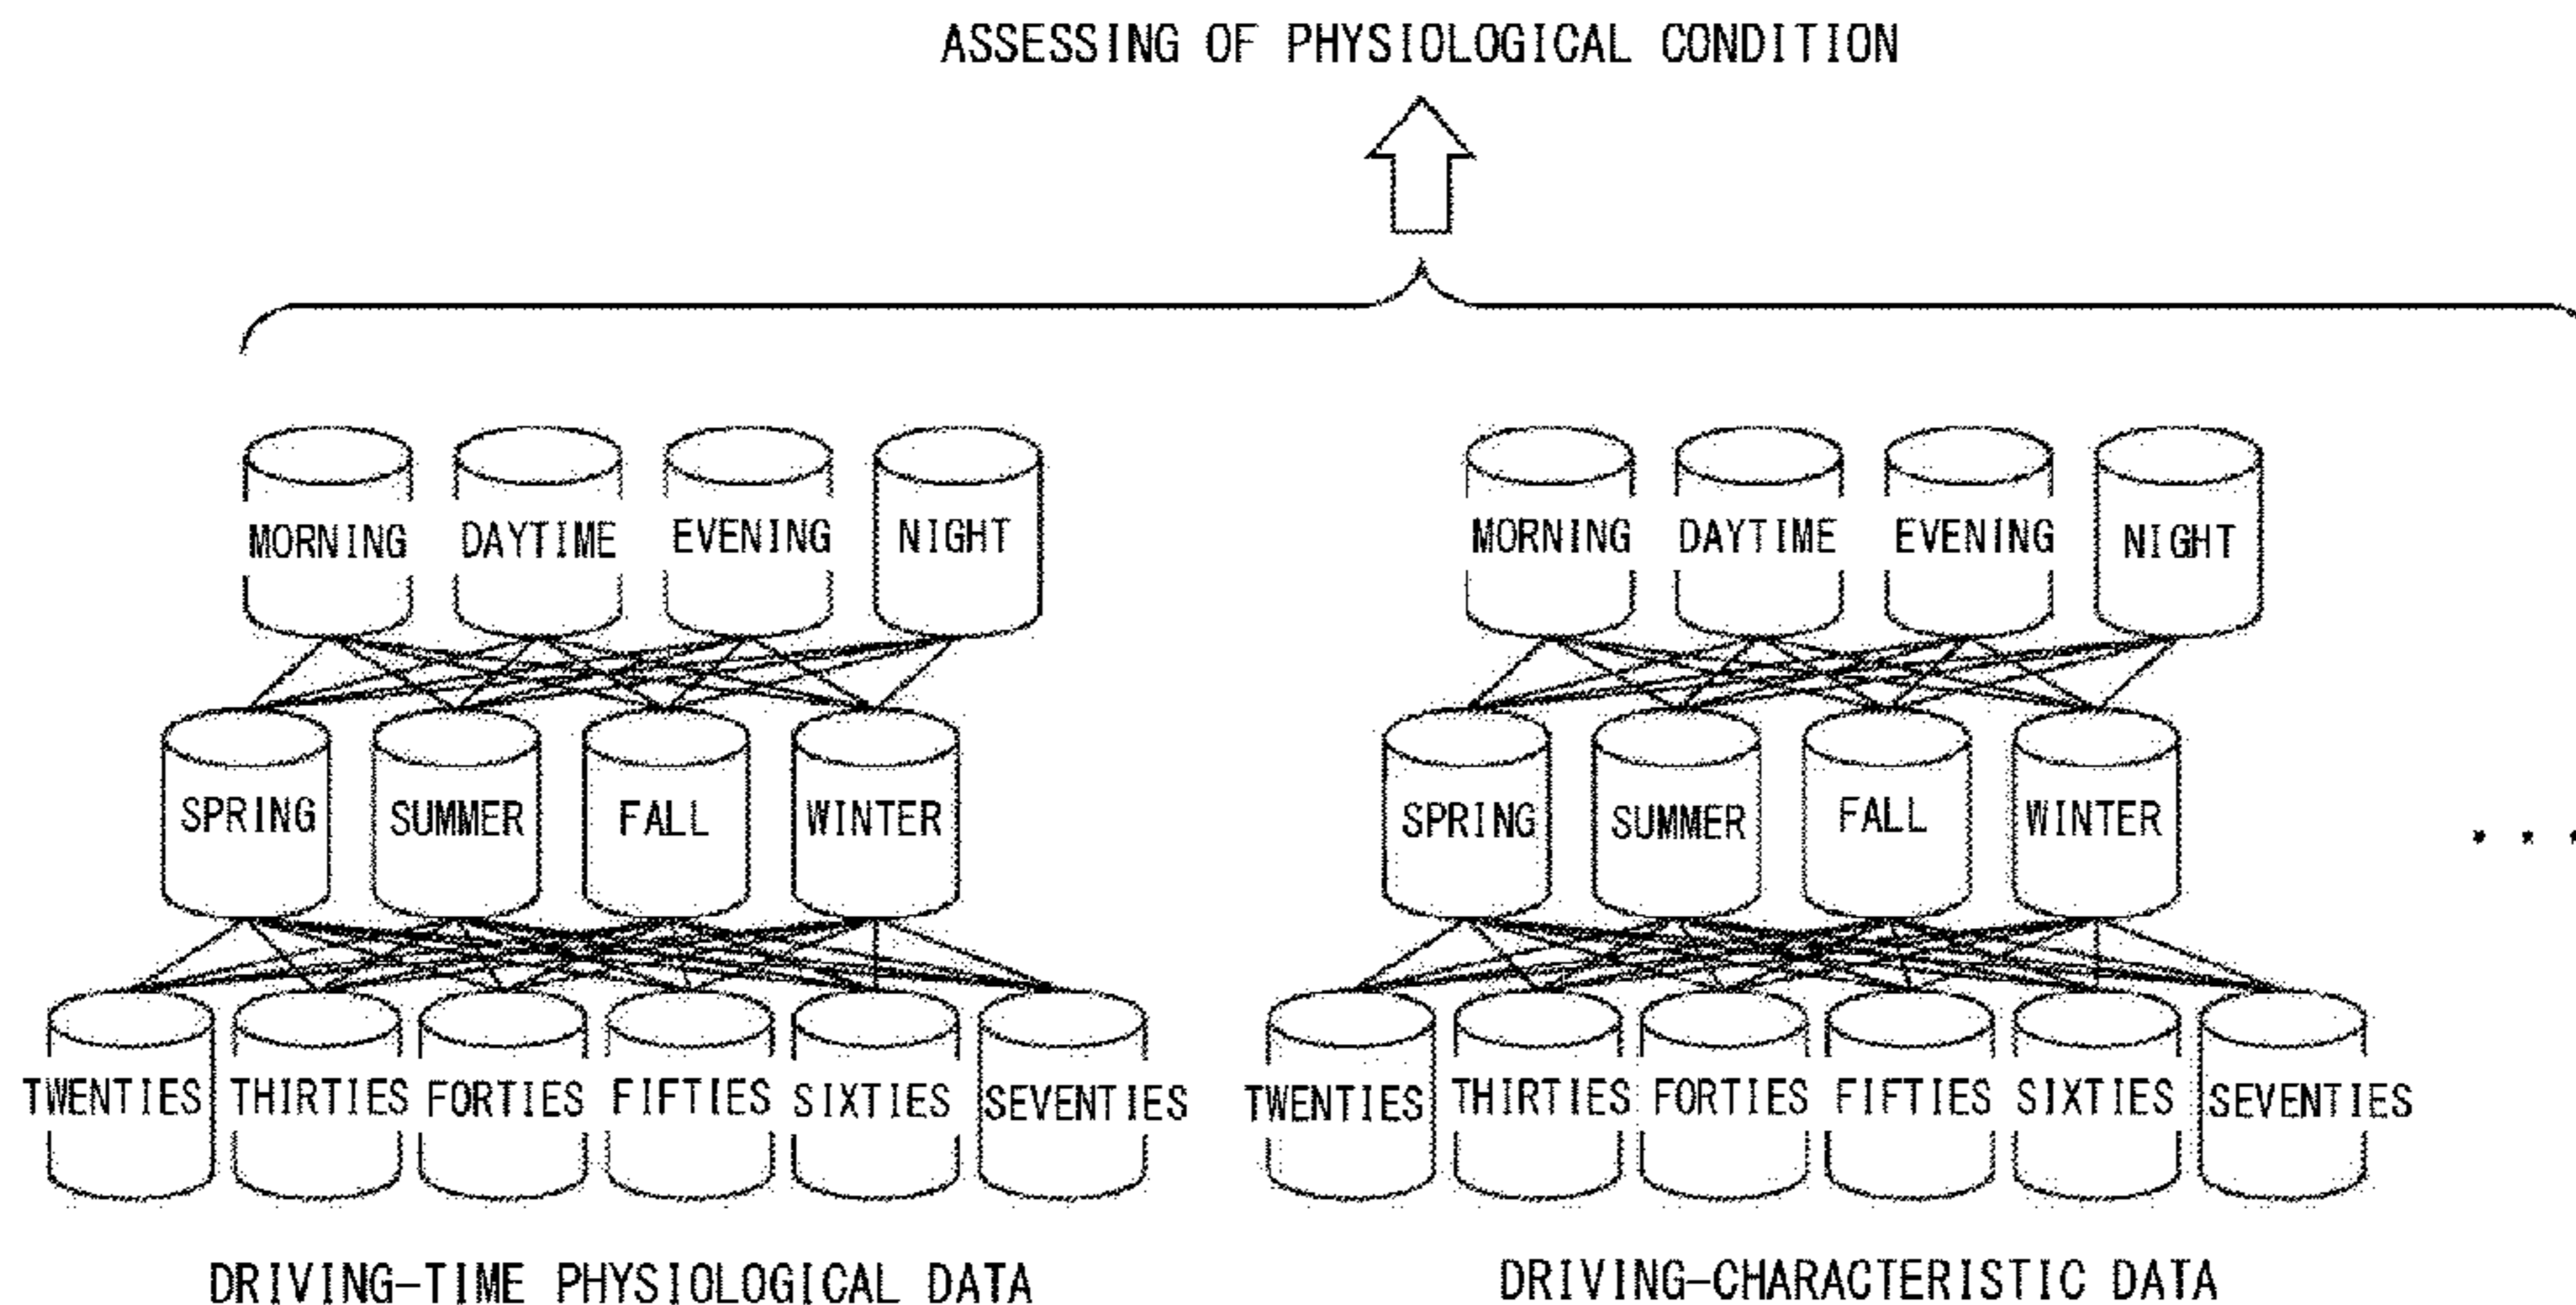 ASSESSING OF PHYSIOLOGICAL CONDITION
MORNING DAYTIME EVENING NIGHT MORNING DAYTIME EVENING NIGHT
SPRING SUMMER FALL WINTER SPRING SUMMER FALL WINTER ...
TWENTIES THIRTIES FORTIES FIFTIES SIXTIES SEVENTIES TWENTIES THIRTIES FORTIES FIFTIES SIXTIES SEVENTIES
DRIVING-TIME PHYSIOLOGICAL DATA DRIVING-CHARACTERISTIC DATA